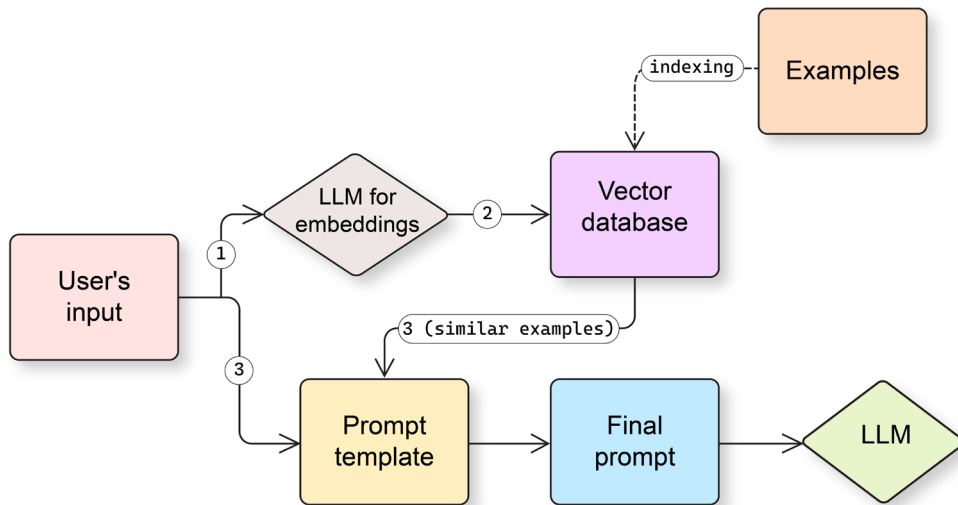 indexing
Examples
LLM for
embeddings
2
Vector
database
1
User's
input
3 (similar examples)
3
Prompt
template
Final
prompt
LLM